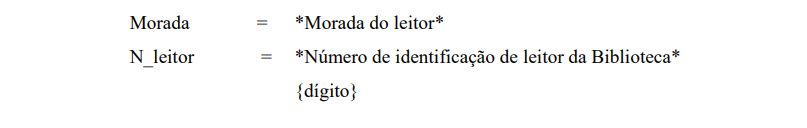 Morada = *Morada do leitor*
N_leitor = *Número de identificação de leitor da Biblioteca*
{dígito}